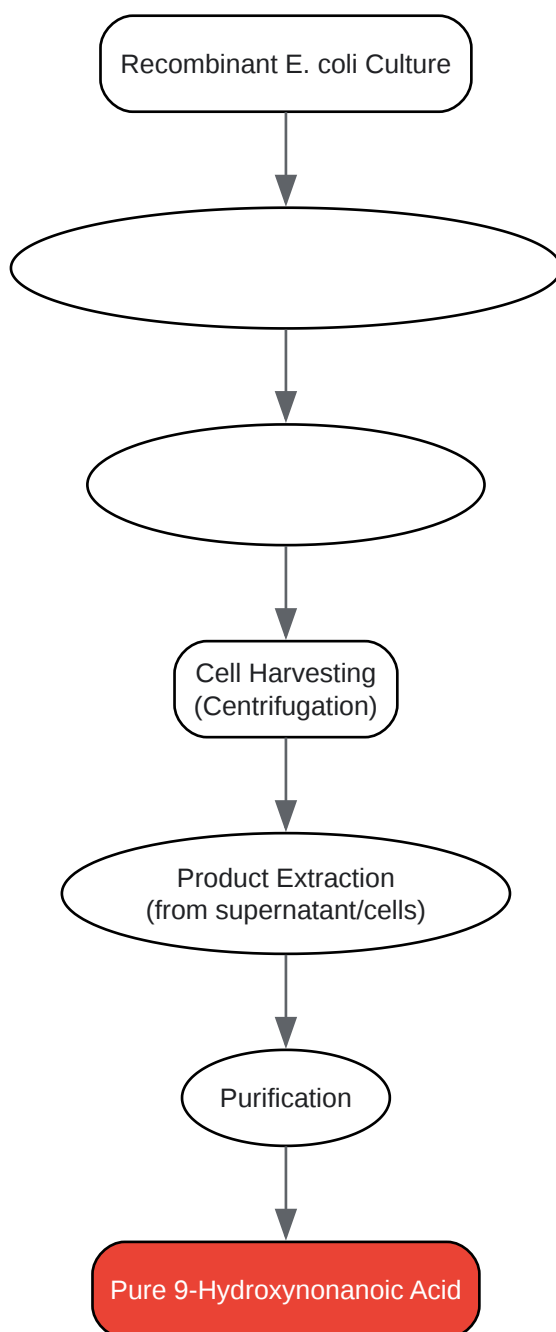 Recombinant E. coli Culture
Cell Harvesting
(Centrifugation)
Product Extraction
(from supernatant/cells)
Purification
Pure 9-Hydroxynonanoic Acid